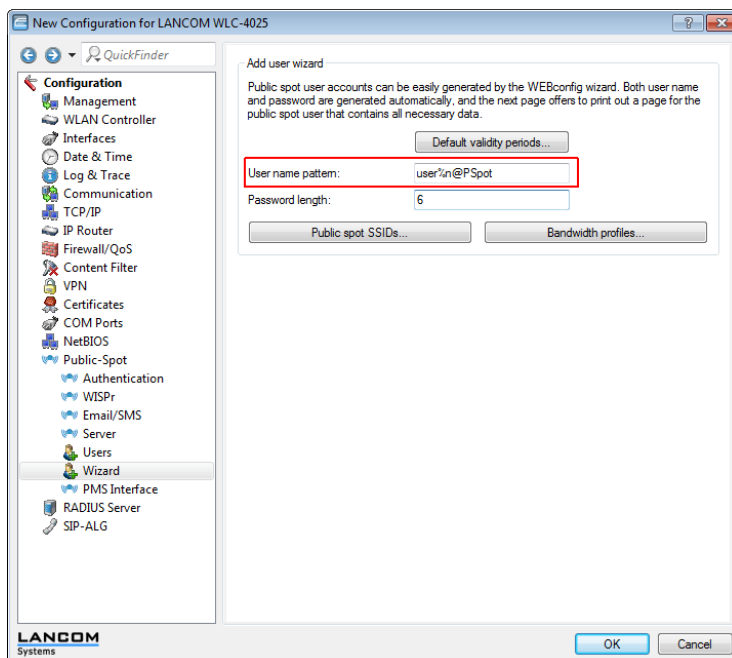 New Configuration for LANCOM WLC-4025
QuickFinder
Configuration
Management
WLAN Controller
Interfaces
Date & Time
Log & Trace
Communication
TCP/IP
IP Router
Firewall/QoS
Content Filter
VPN
Certificates
COM Ports
NetBIOS
Public-Spot
Authentication
WISPr
Email/SMS
Server
Users
Wizard
PMS Interface
RADIUS Server
SIP-ALG
Add user wizard
Public spot user accounts can be easily generated by the WEBconfig wizard. Both user name
and password are generated automatically, and the next page offers to print out a page for the
public spot user that contains all necessary data.
Default validity periods...
User name pattern: user%n@PSpot
Password length: 6
Public spot SSIDs... Bandwidth profiles...
LANCOM
Systems
OK Cancel